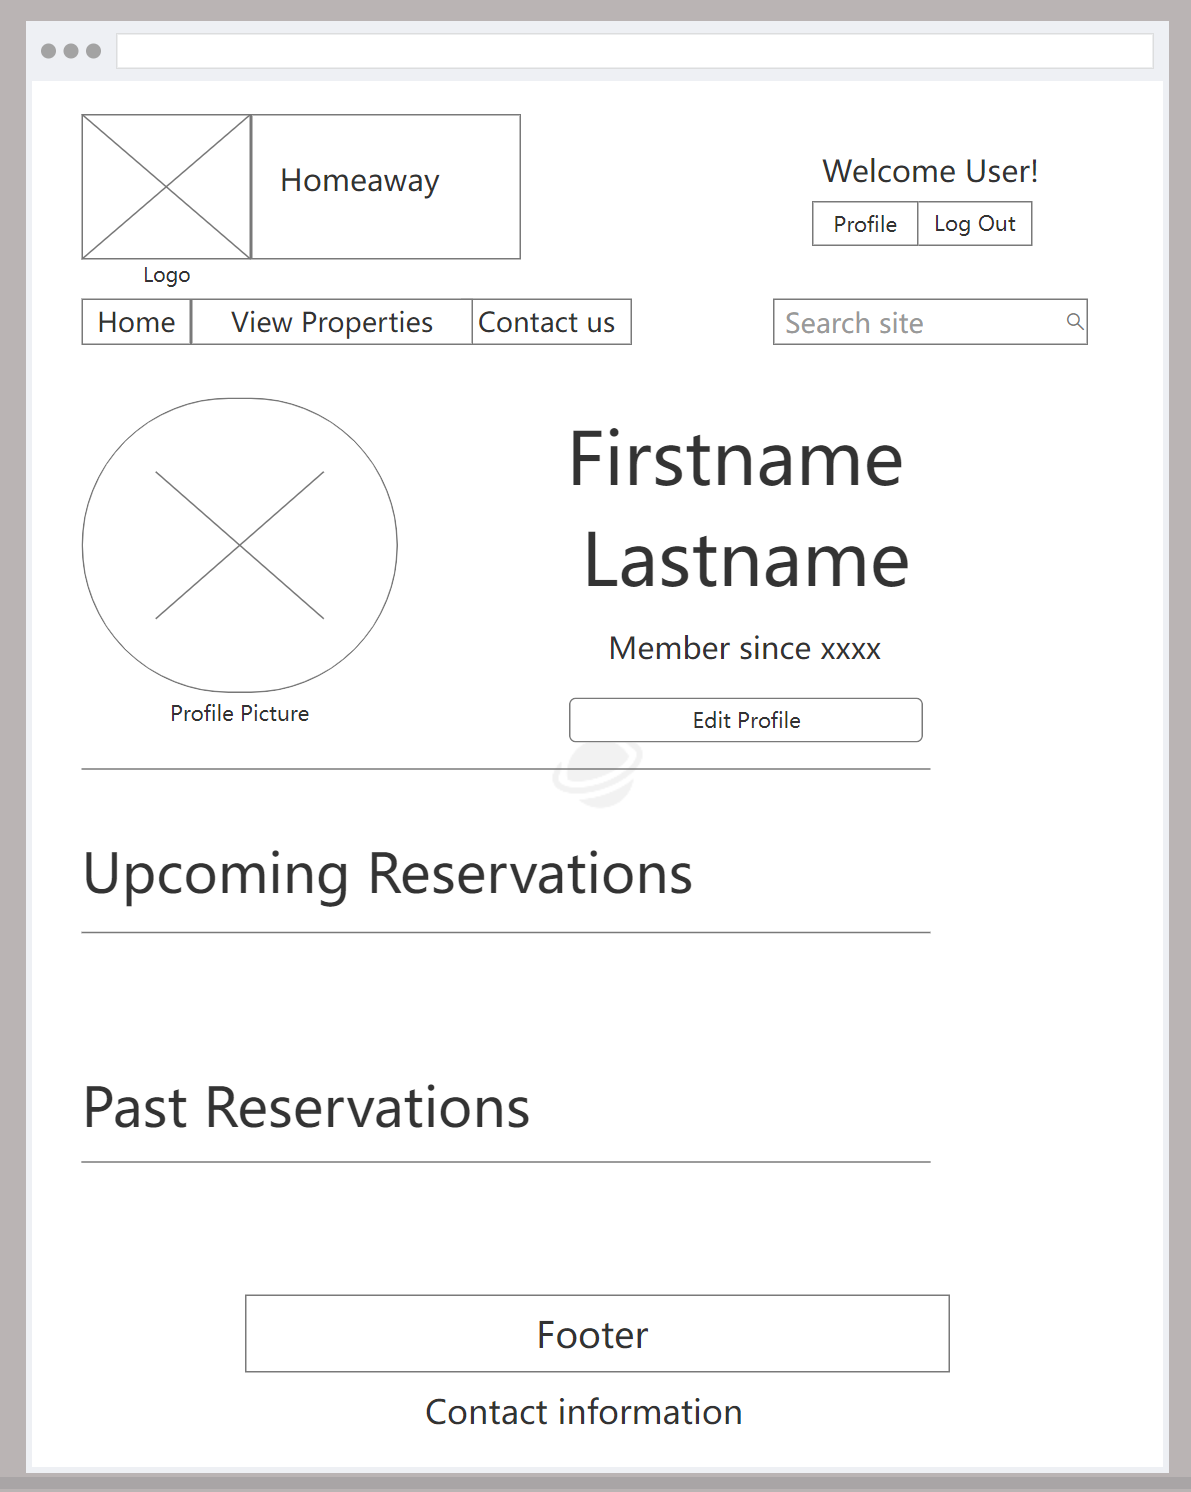 Homeaway
Welcome User!
Profile
Log Out
Logo
Home
View Properties
Contact us
Search site
Firstname
Lastname
Member since xxxx
Profile Picture
Edit Profile
Upcoming Reservations
Past Reservations
Footer
Contact information